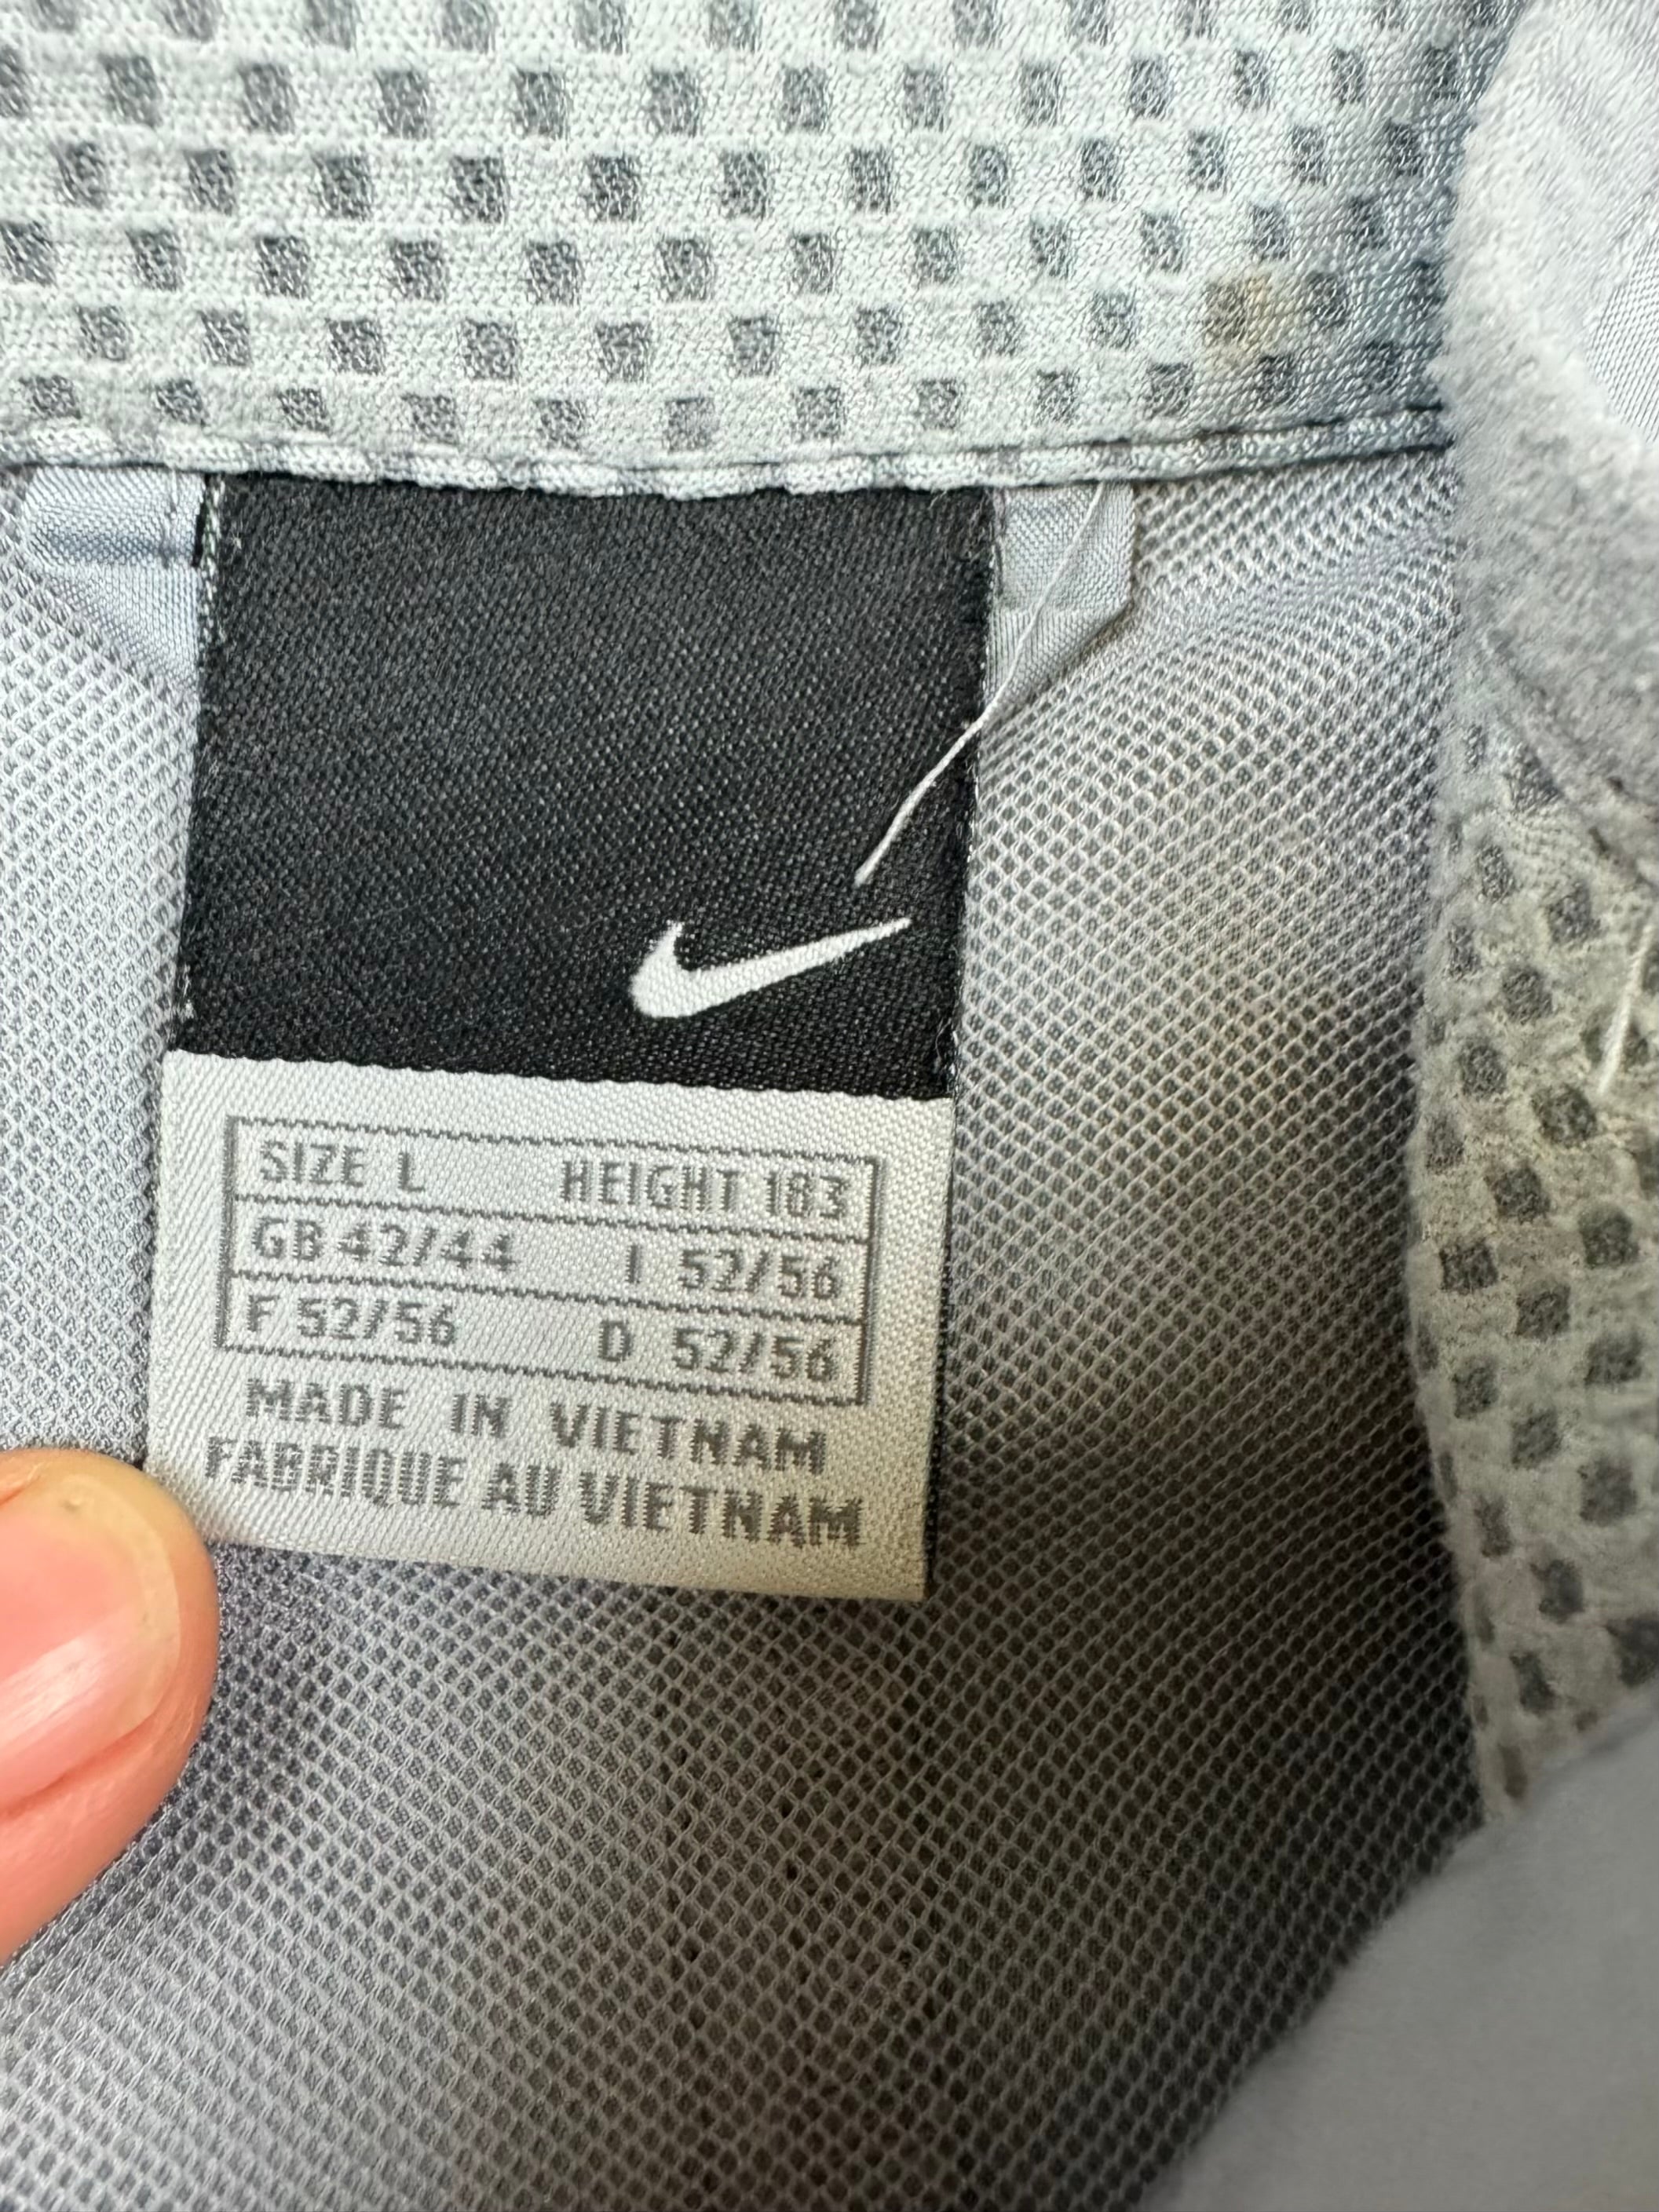 SIZE L HEIGHT 183
GB 42/44 I 52/56
F 52/56 D 52/56
MADE IN VIETNAM
FABRIQUE AU VIETNAM